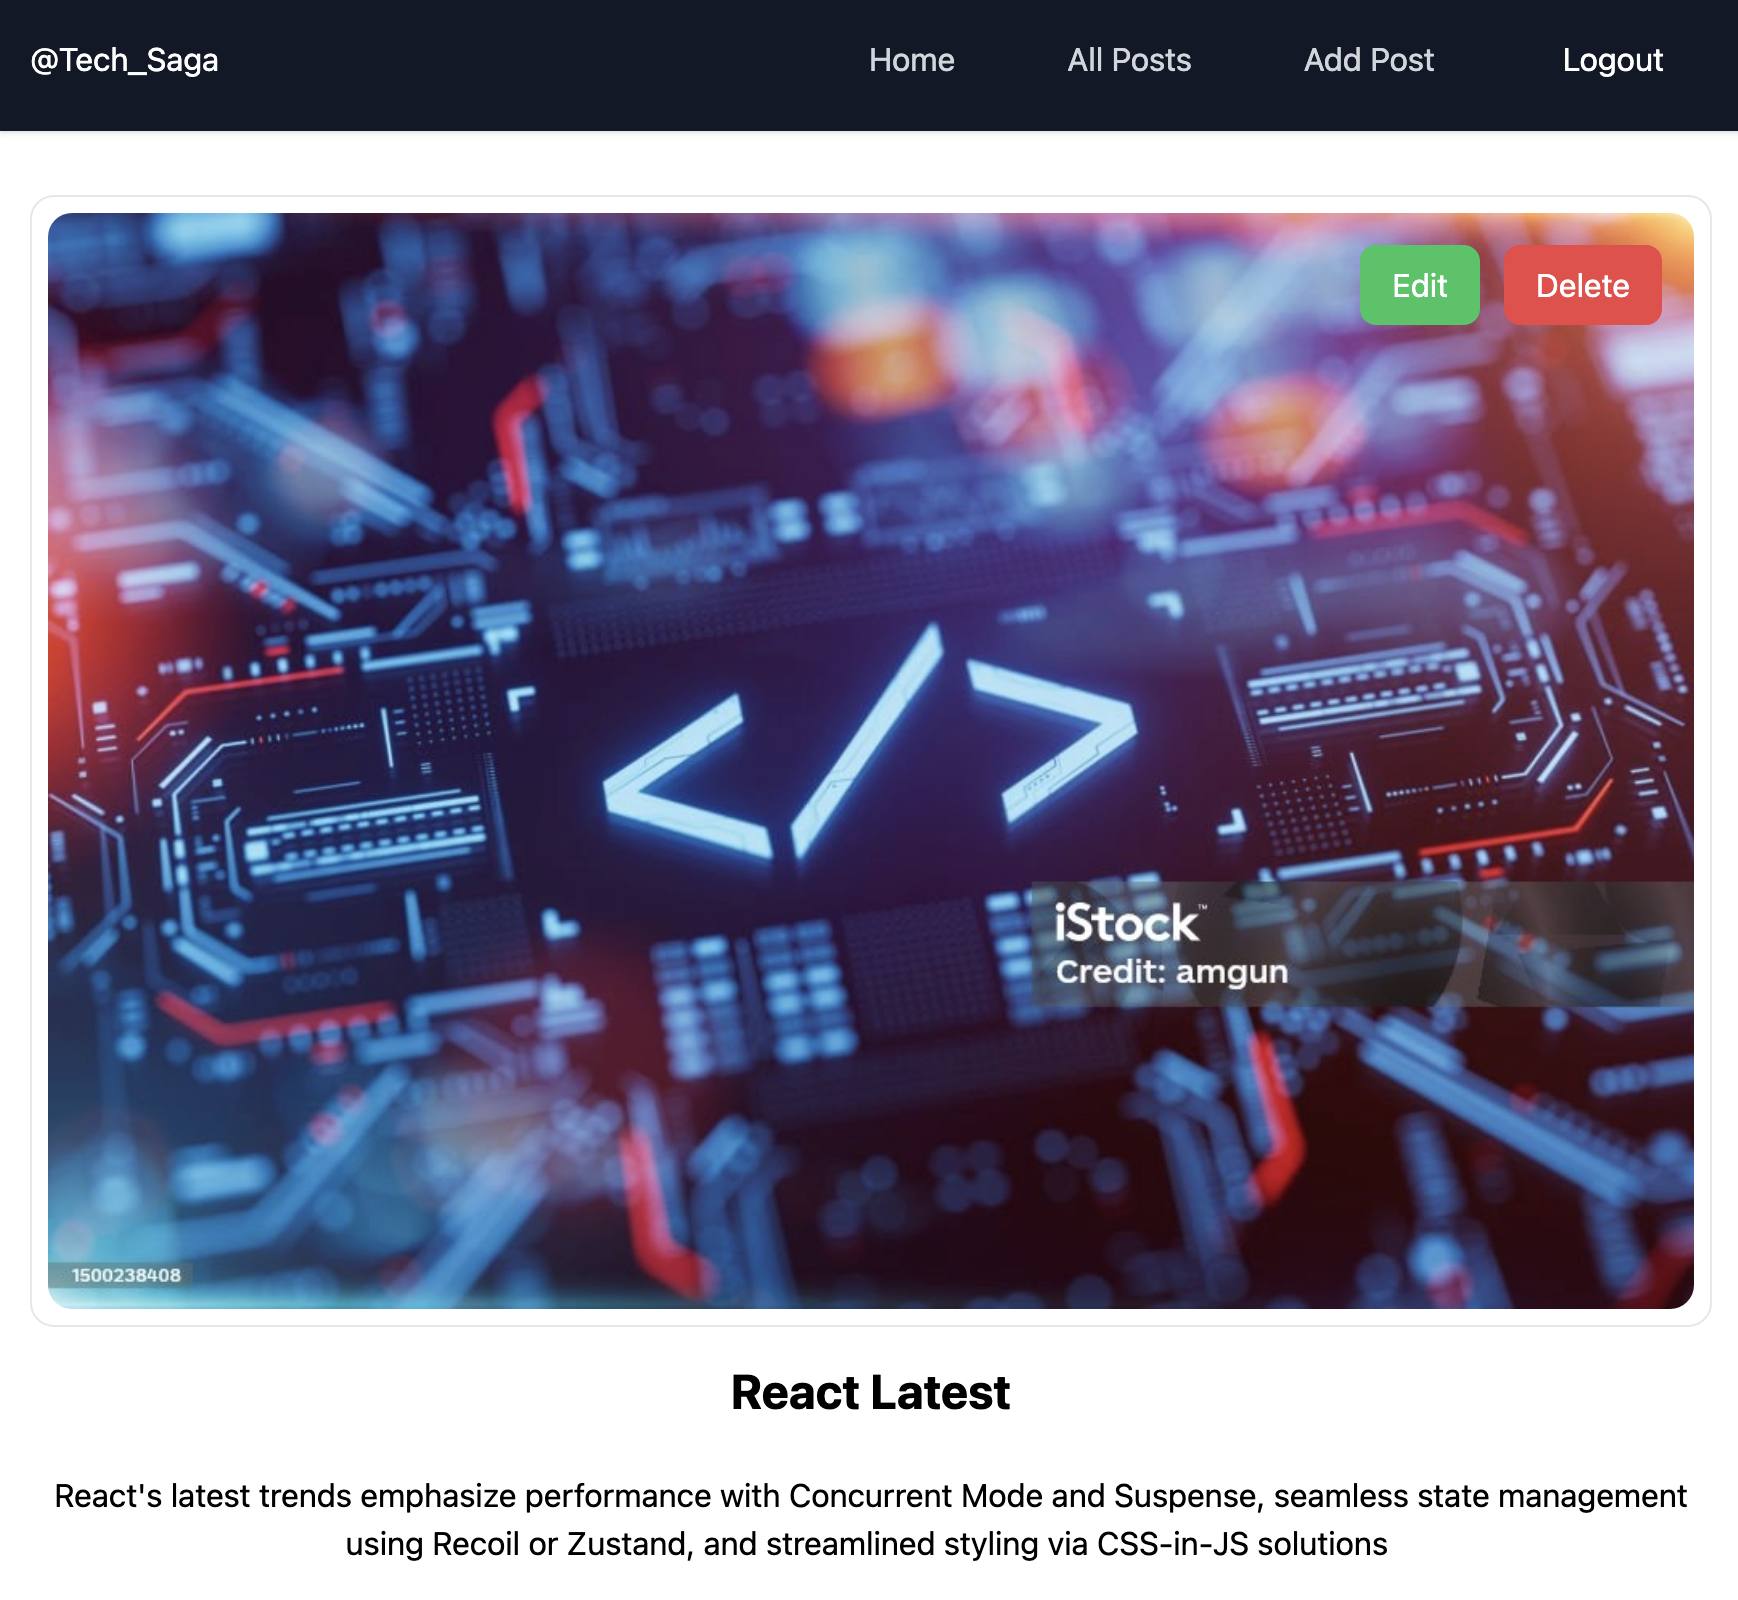 @Tech_Saga
Home All Posts Add Post Logout
Edit Delete
</>
iStock™
Credit: amgun
1500238408
React Latest
React's latest trends emphasize performance with Concurrent Mode and Suspense, seamless state management
using Recoil or Zustand, and streamlined styling via CSS-in-JS solutions